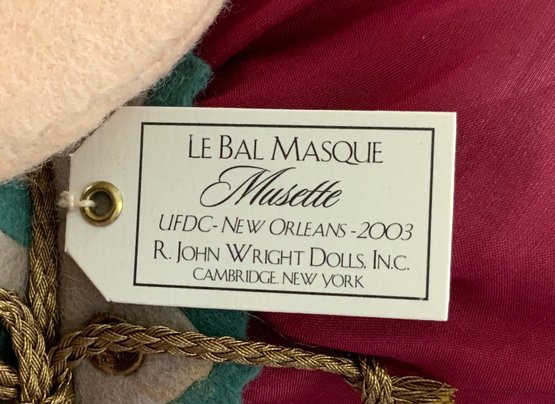 LE BAL MASQUE
Musette
UFDC- NEW ORLEANS -2003
R. JOHN WRIGHT DOLLS, INC.
CAMBRIDGE, NEW YORK